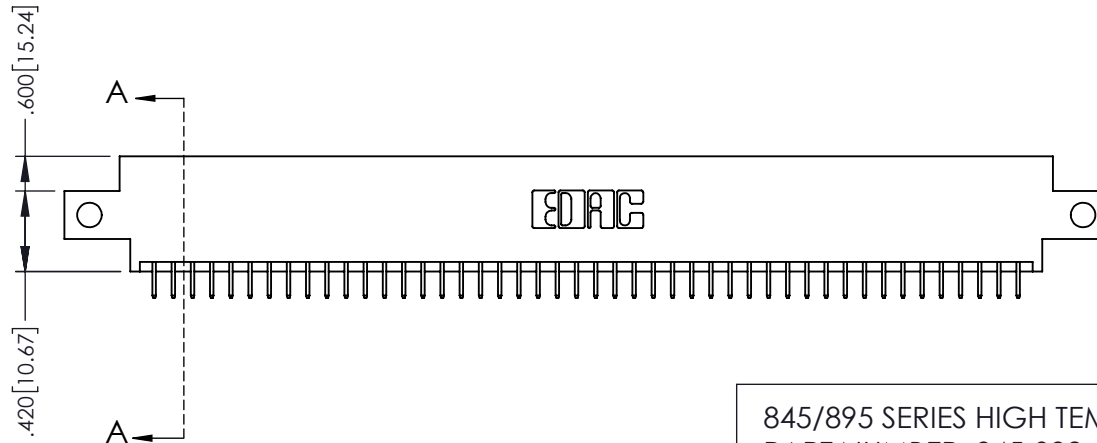 .600[15.24]
A
EDAC
.420[10.67]
A
845/895 SERIES HIGH TEM